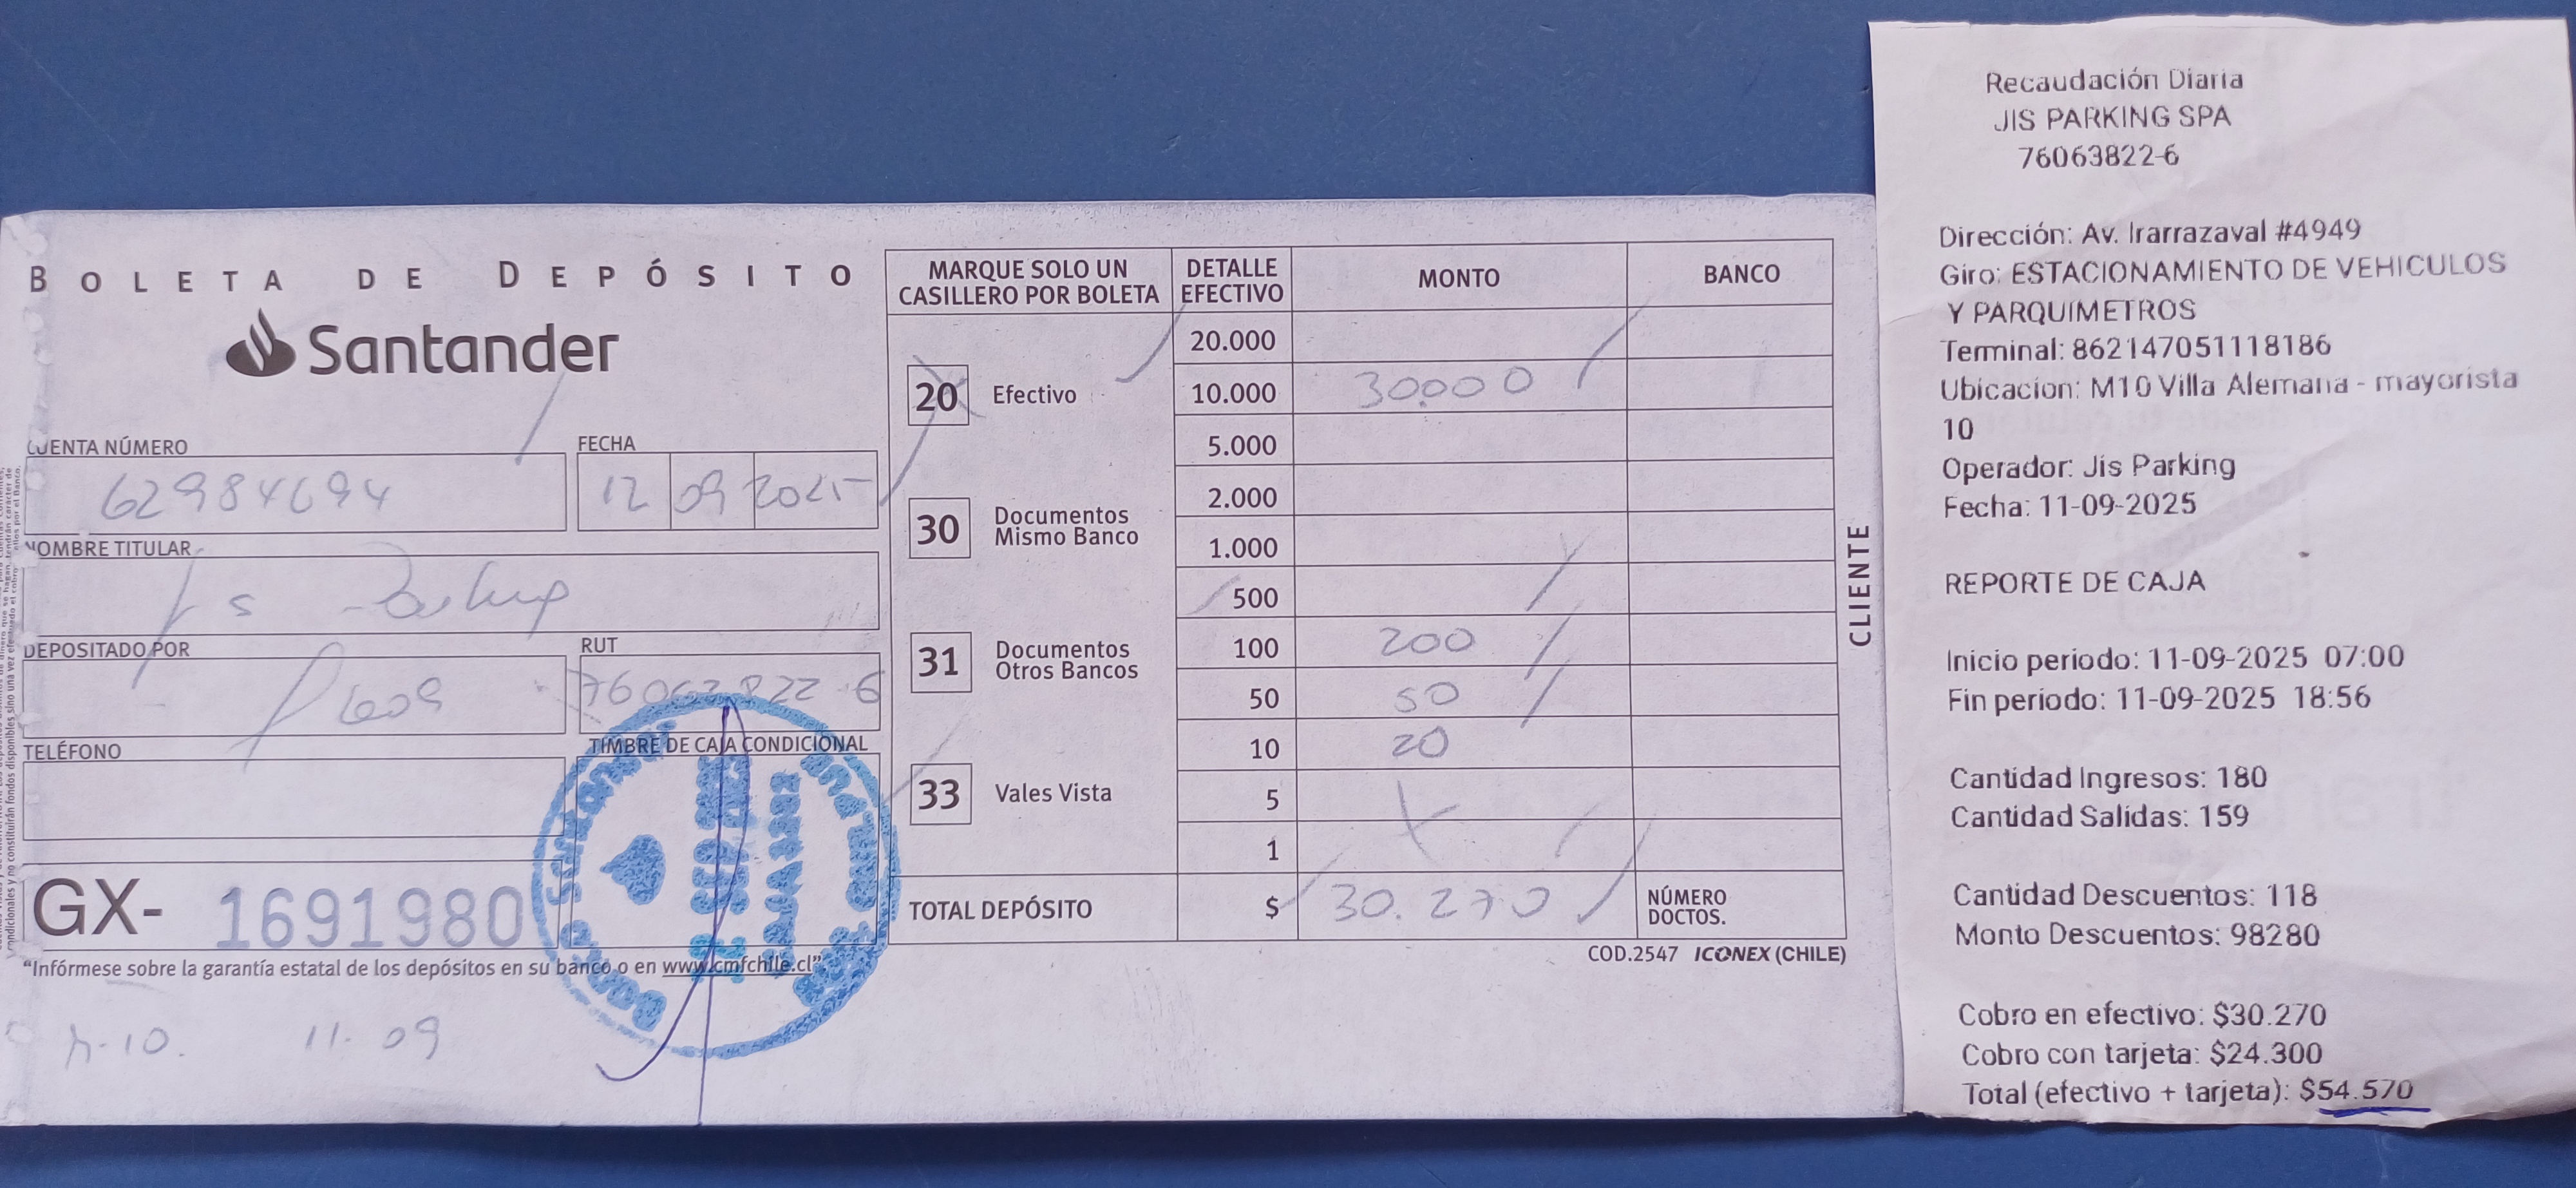 BOLETA DE DEPÓSITO
Santander
CUENTA NÚMERO
62984694
FECHA
12 09 2025
NOMBRE TITULAR
DEPOSITADO POR
RUT
76063822-6
TELÉFONO
TIMBRE DE CAJA CONDICIONAL
GX- 1691980
"Infórmese sobre la garantía estatal de los depósitos en su banco o en www.cmfchile.cl"
M-10. 11-09
MARQUE SOLO UN
CASILLERO POR BOLETA
DETALLE
EFECTIVO
MONTO
BANCO
20 Efectivo
30 Documentos
Mismo Banco
31 Documentos
Otros Bancos
33 Vales Vista
20.000
10.000 30.000
5.000
2.000
1.000
500
100 200
50 50
10 20
5
1
TOTAL DEPÓSITO $ 30.270
NÚMERO
DOCTOS.
COD.2547 ICONEX (CHILE)
CLIENTE
Recaudación Diaria
JIS PARKING SPA
76063822-6
Dirección: Av. Irarrazaval #4949
Giro: ESTACIONAMIENTO DE VEHICULOS
Y PARQUIMETROS
Terminal: 862147051118186
Ubicacion: M10 Villa Alemana - mayorista
10
Operador: Jis Parking
Fecha: 11-09-2025
REPORTE DE CAJA
Inicio periodo: 11-09-2025 07:00
Fin periodo: 11-09-2025 18:56
Cantidad Ingresos: 180
Cantidad Salidas: 159
Cantidad Descuentos: 118
Monto Descuentos: 98280
Cobro en efectivo: $30.270
Cobro con tarjeta: $24.300
Total (efectivo + tarjeta): $54.570